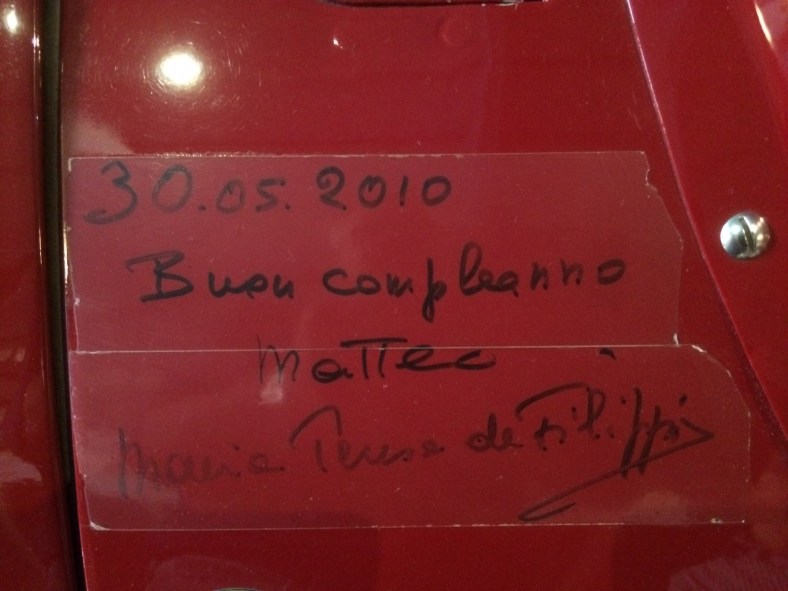 30.05.2010
Buon compleanno
Matteo
Maria Teresa de Filippis